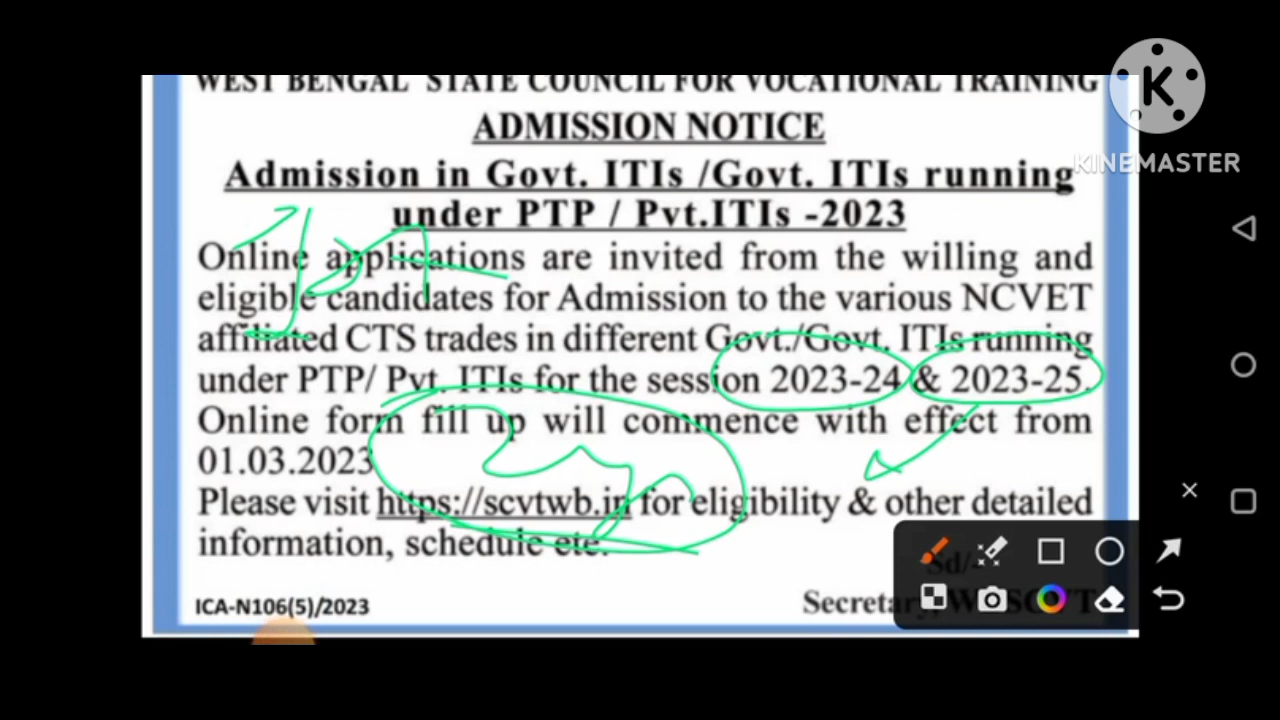 WEST BENGAL STATE COUNCIL FOR VOCATIONAL TRAINING
ADMISSION NOTICE
Admission in Govt. ITIs /Govt. ITIs running
under PTP / Pvt.ITIs -2023
Online applications are invited from the willing and
eligible candidates for Admission to the various NCVET
affiliated CTS trades in different Govt./Govt. ITIs running
under PTP/ Pvt. ITIs for the session 2023-24 & 2023-25.
Online form fill up will commence with effect from
01.03.2023
Please visit https://scvtwb.in for eligibility & other detailed
information, schedule etc.
Sd/-
ICA-N106(5)/2023
Secretary
K
KINEMASTER